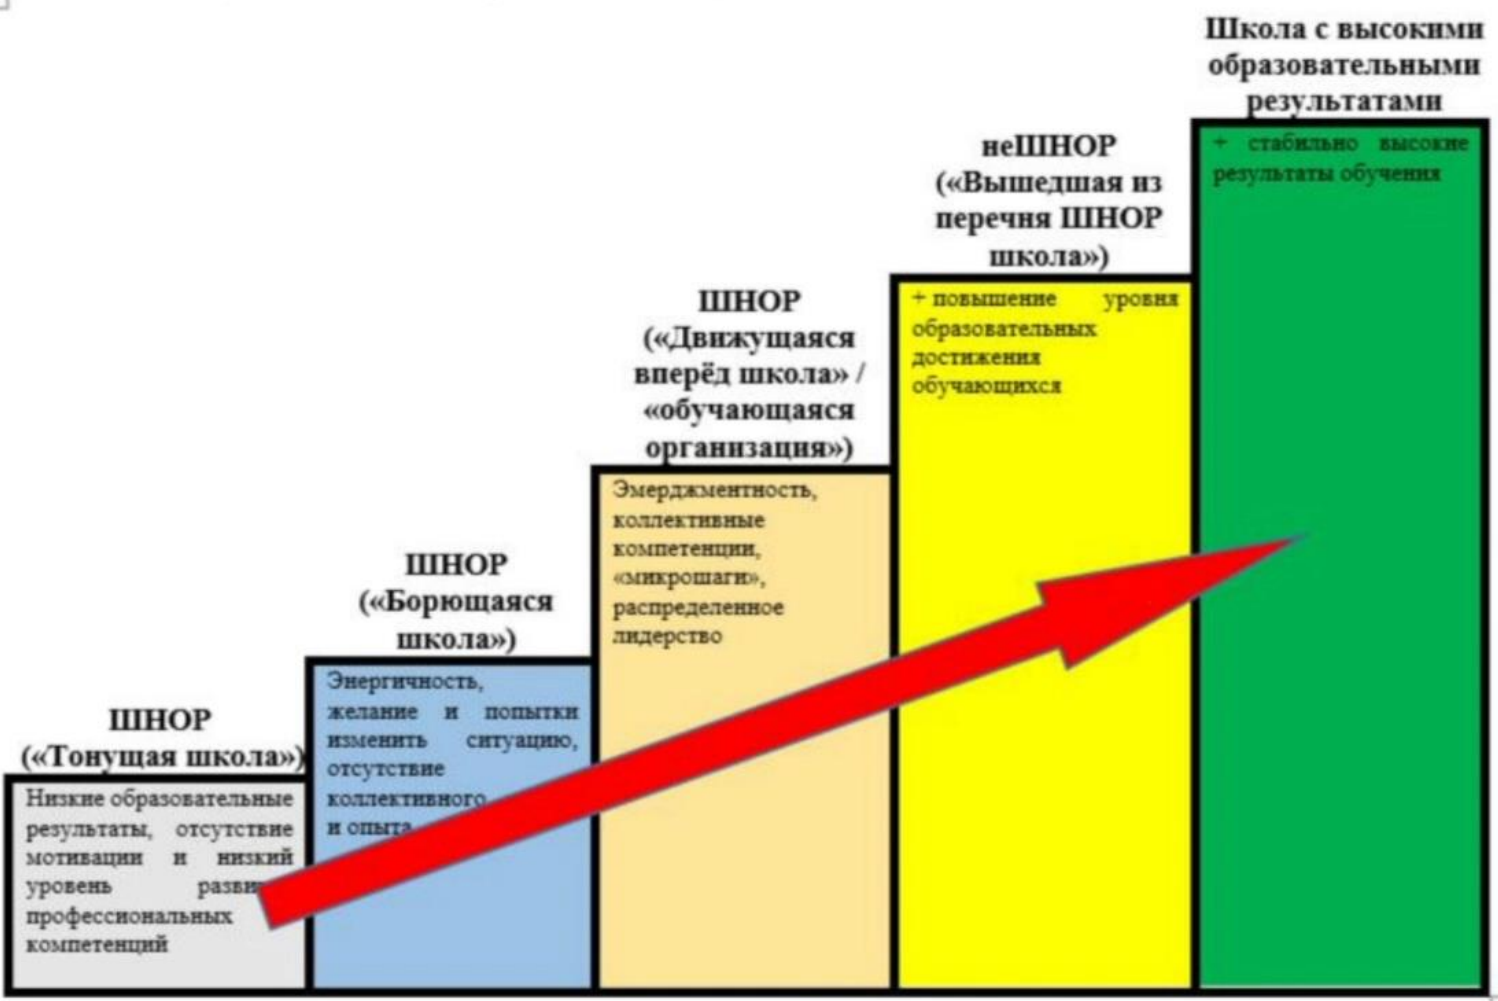 Школа с высокими
образовательными
результатами
+ стабильно высокие
результаты обучения
неШНОР
(«Вышедшая из
перечня ШНОР
школа»)
+ повышение уровня
образовательных
достижения
обучающихся
ШНОР
(«Движущаяся
вперёд школа» /
«обучающаяся
организация»)
Эмерджментность,
коллективные
компетенции,
«микрошаги»,
распределенное
лидерство
ШНОР
(«Борющаяся
школа»)
Энергичность,
желание и попытки
изменить ситуацию,
отсутствие
коллективного
и опыта
ШНОР
(«Тонущая школа»)
Низкие образовательные
результаты, отсутствие
мотивации и низкий
уровень
профессиональных
компетенций